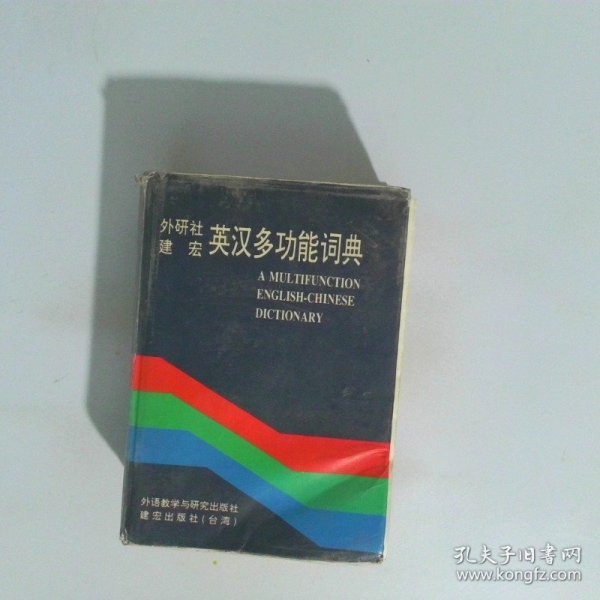 外研社
建宏
英汉多功能词典
A MULTIFUNCTION
ENGLISH-CHINESE
DICTIONARY
外语教学与研究出版社
建宏出版社(台湾)
孔夫子旧书网
www.kongfz.com